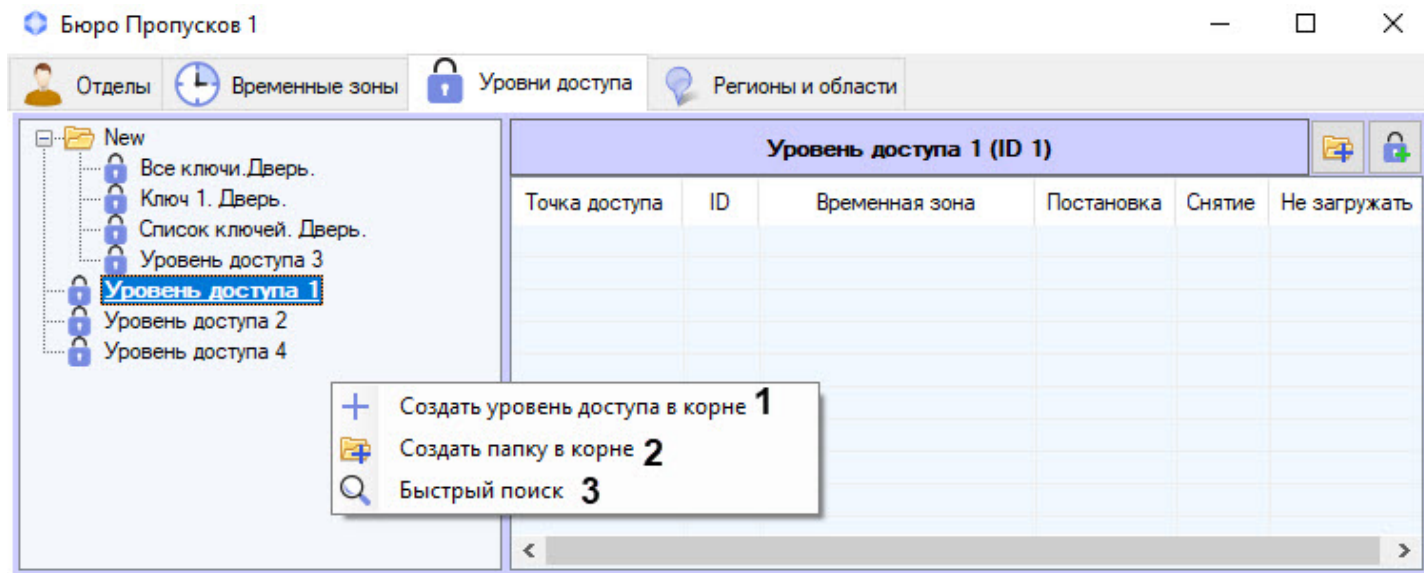 Бюро Пропусков 1
Отделы Временные зоны Уровни доступа Регионы и области
New
Все ключи.Дверь.
Ключ 1. Дверь.
Список ключей. Дверь.
Уровень доступа 3
Уровень доступа 1
Уровень доступа 2
Уровень доступа 4
Уровень доступа 1 (ID 1)
Точка доступа ID Временная зона Постановка Снятие Не загружать
Создать уровень доступа в корне 1
Создать папку в корне 2
Быстрый поиск 3